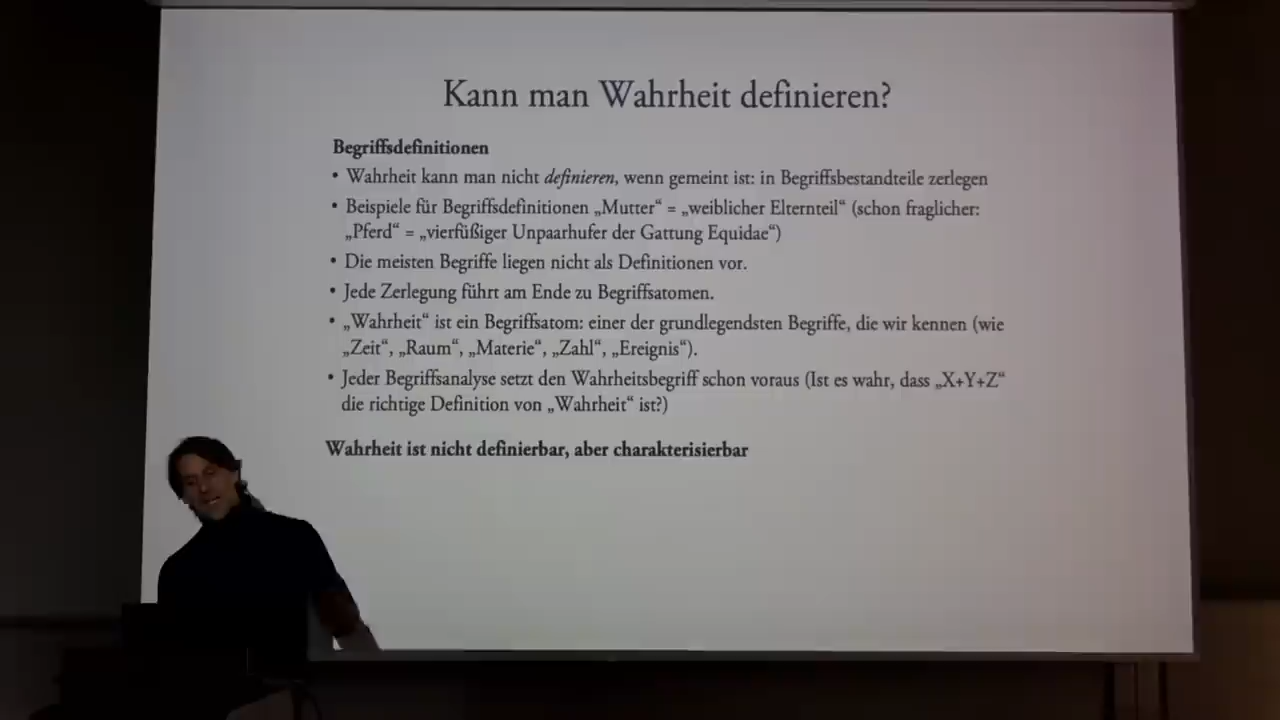 Kann man Wahrheit definieren?
Begriffsdefinitionen
• Wahrheit kann man nicht definieren, wenn gemeint ist: in Begriffsbestandteile zerlegen
• Beispiele für Begriffsdefinitionen „Mutter“ = „weiblicher Elternteil“ (schon fraglicher:
„Pferd“ = „vierfüßiger Unpaarhufer der Gattung Equidae“)
• Die meisten Begriffe liegen nicht als Definitionen vor.
• Jede Zerlegung führt am Ende zu Begriffsatomen.
• „Wahrheit“ ist ein Begriffsatom: einer der grundlegendsten Begriffe, die wir kennen (wie
„Zeit“, „Raum“, „Materie“, „Zahl“, „Ereignis“).
• Jeder Begriffsanalyse setzt den Wahrheitsbegriff schon voraus (Ist es wahr, dass „X+Y+Z“
die richtige Definition von „Wahrheit“ ist?)
Wahrheit ist nicht definierbar, aber charakterisierbar